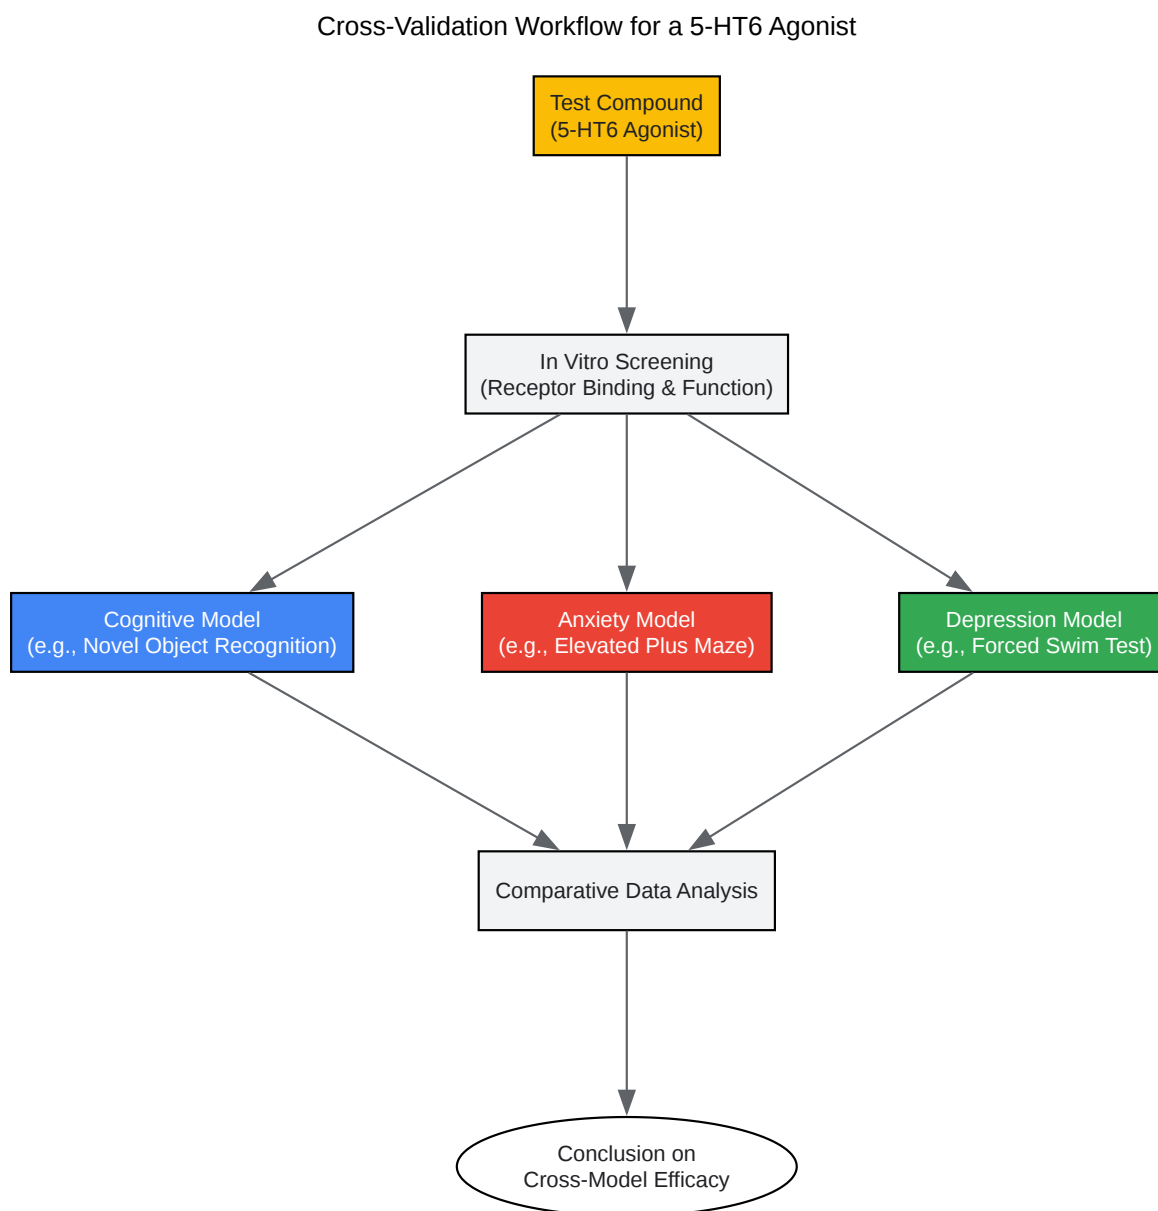 Cross-Validation Workflow for a 5-HT6 Agonist
Test Compound
(5-HT6 Agonist)
In Vitro Screening
(Receptor Binding & Function)
Cognitive Model
(e.g., Novel Object Recognition)
Anxiety Model
(e.g., Elevated Plus Maze)
Depression Model
(e.g., Forced Swim Test)
Comparative Data Analysis
Conclusion on
Cross-Model Efficacy